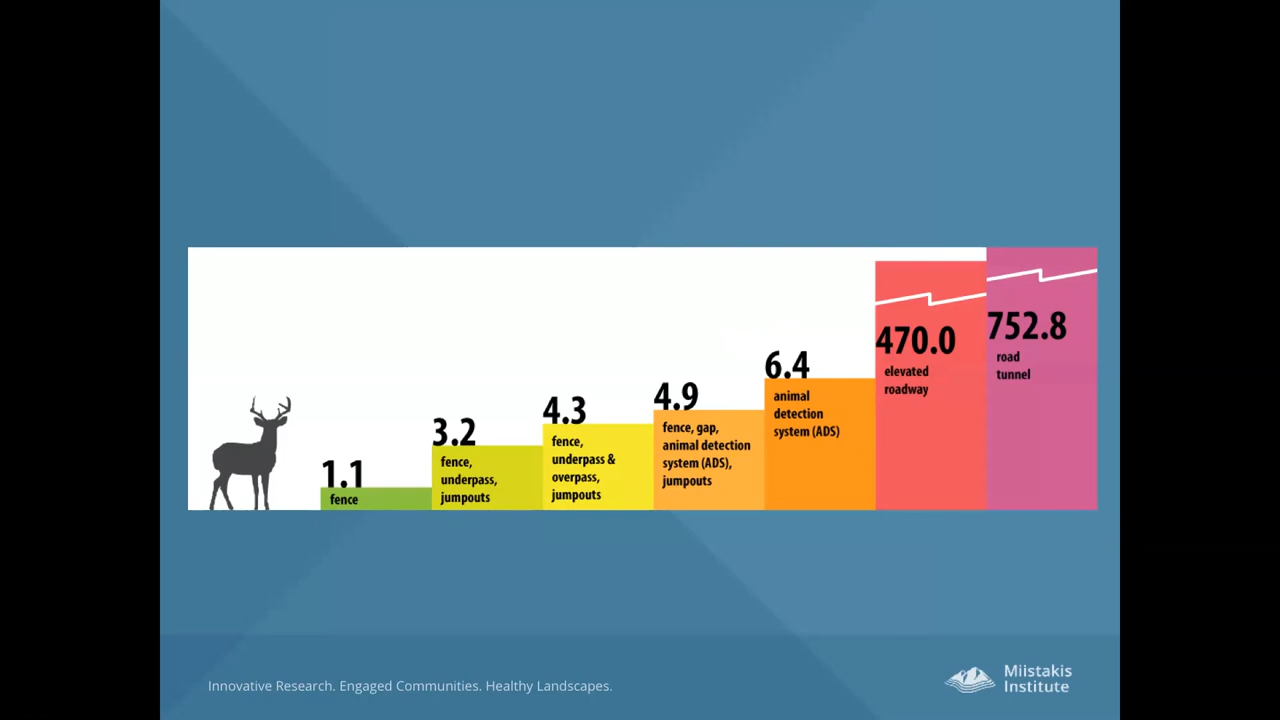 1.1
fence
3.2
fence,
underpass,
jumpouts
4.3
fence,
underpass &
overpass,
jumpouts
4.9
fence, gap,
animal detection
system (ADS),
jumpouts
6.4
animal
detection
system (ADS)
470.0
elevated
roadway
752.8
road
tunnel
Innovative Research. Engaged Communities. Healthy Landscapes.
Miistakis
Institute